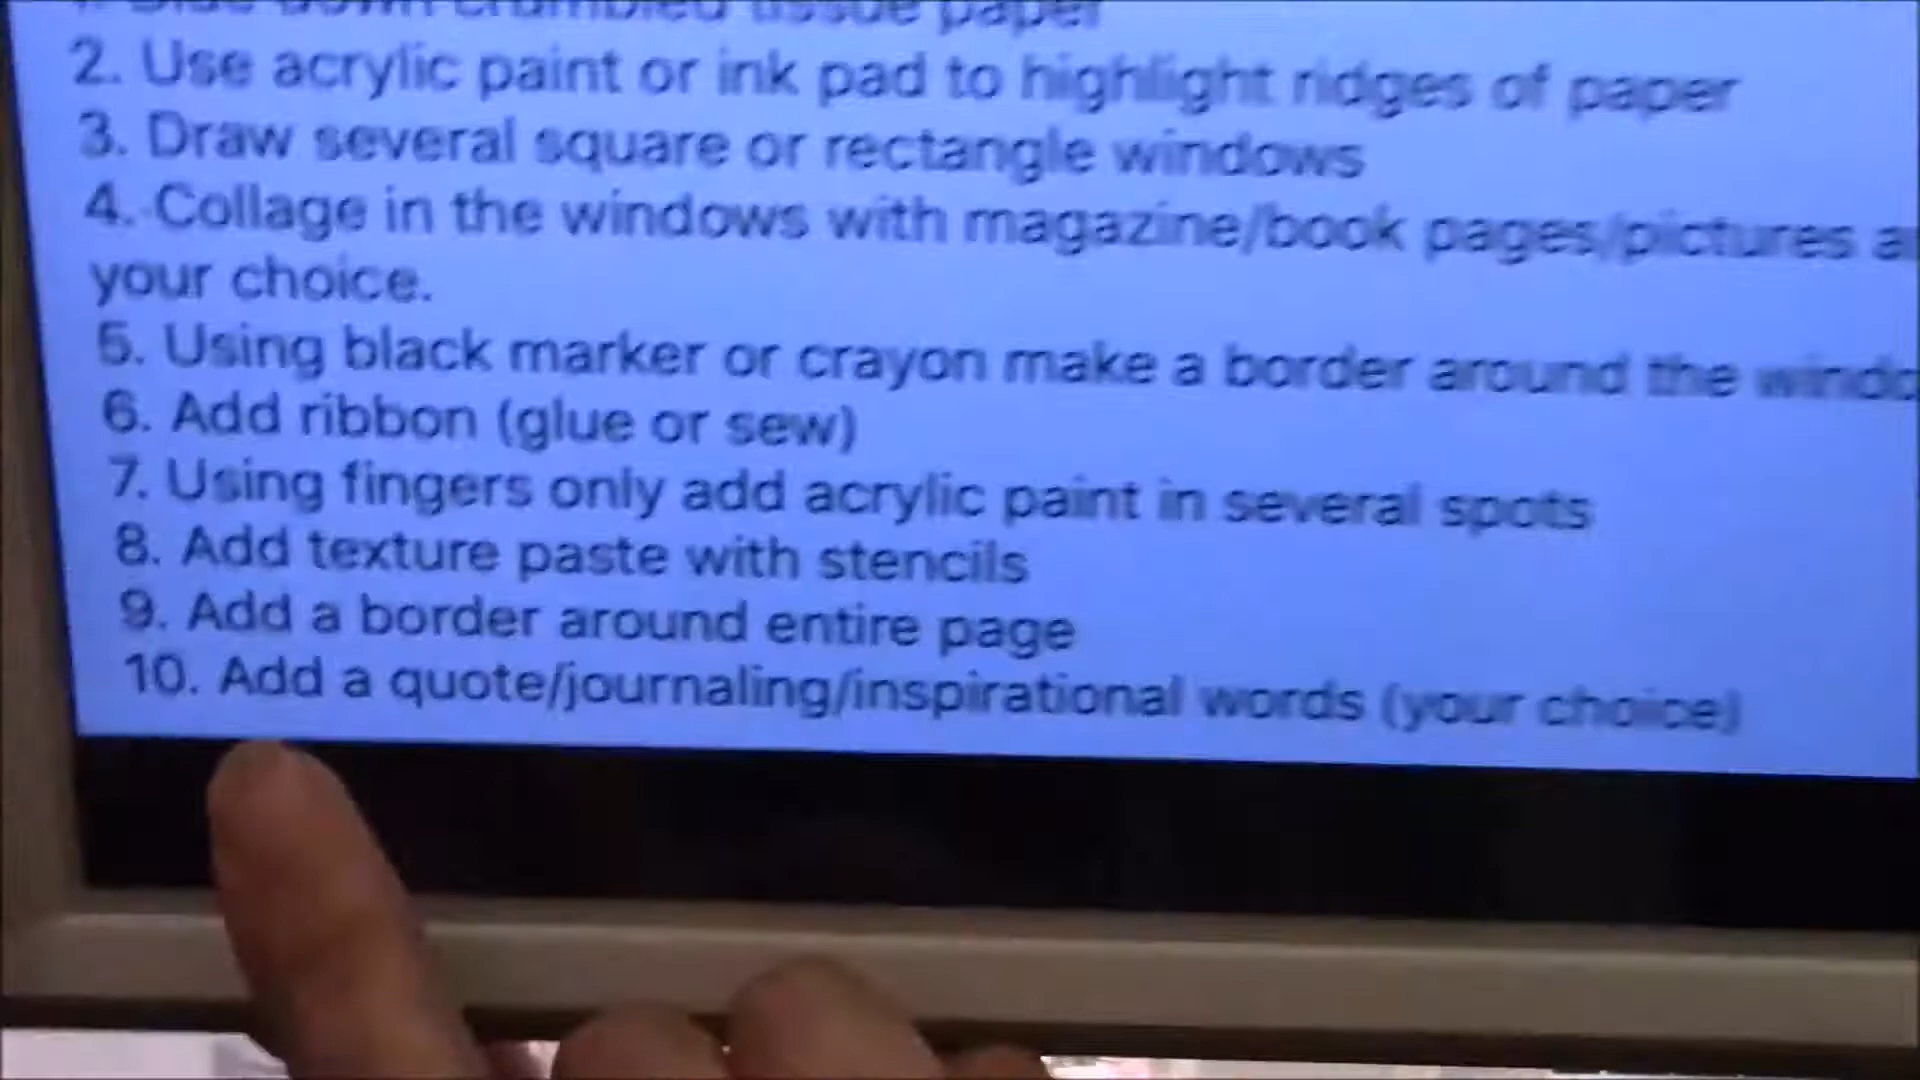 down crumbled tissue paper
2. Use acrylic paint or ink pad to highlight ridges of paper
3. Draw several square or rectangle windows
4. Collage in the windows with magazine/book pages/pictures
your choice.
5. Using black marker or crayon make a border around the
6. Add ribbon (glue or sew)
7. Using fingers only add acrylic paint in several spots
8. Add texture paste with stencils
9. Add a border around entire page
10. Add a quote/journaling/inspirational words (your choice)